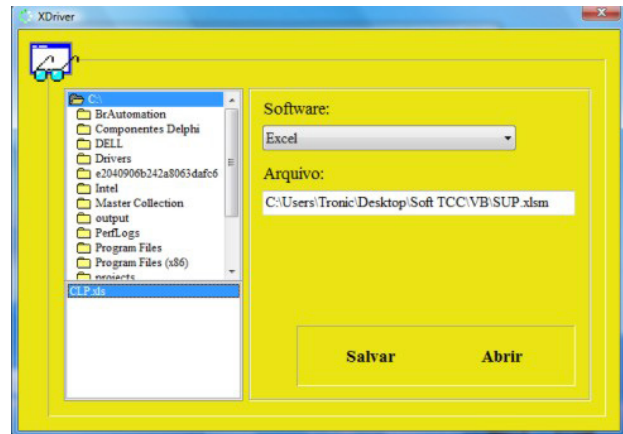 XDriver
C:\
BrAutomation
Componentes Delphi
DELL
Drivers
e2040906b242a8063dafc6
Intel
Master Collection
output
PerfLogs
Program Files
Program Files (x86)
projects
CLP.xls
Software:
Excel
Arquivo:
C:\Users\Tronic\Desktop\Soft TCC\VB\SUP.xlsm
Salvar Abrir